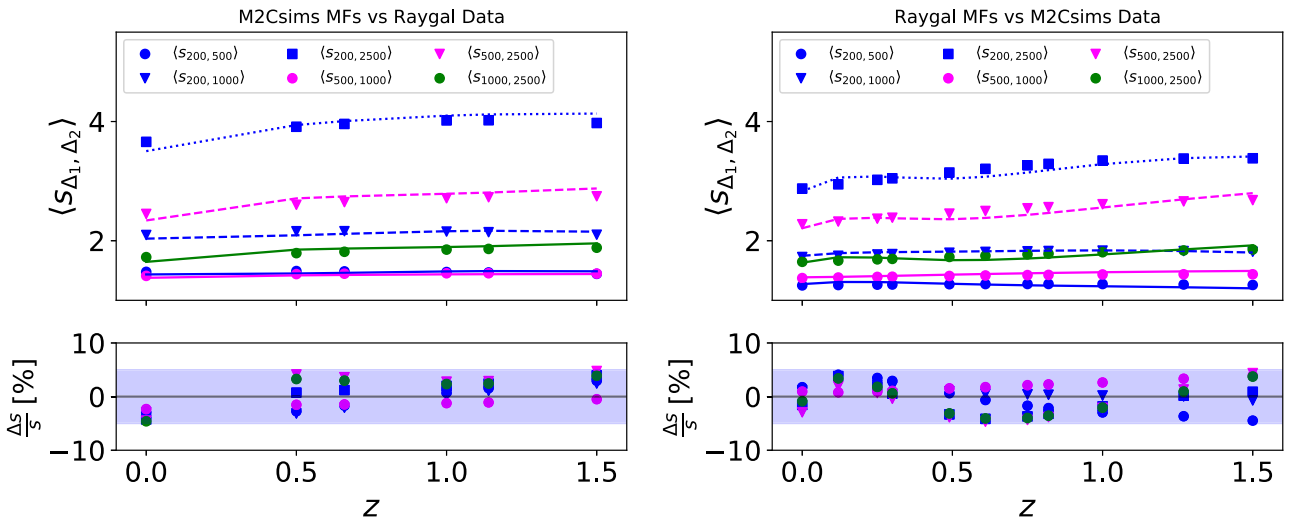 M2Csims MFs vs Raygal Data
⟨s200, 500⟩ ⟨s200, 2500⟩ ⟨s500, 2500⟩
⟨s200, 1000⟩ ⟨s500, 1000⟩ ⟨s1000, 2500⟩
⟨sΔ1, Δ2⟩
4
2
Δs/s [%]
10
0
−10
0.0 0.5 1.0 1.5
z
Raygal MFs vs M2Csims Data
⟨s200, 500⟩ ⟨s200, 2500⟩ ⟨s500, 2500⟩
⟨s200, 1000⟩ ⟨s500, 1000⟩ ⟨s1000, 2500⟩
⟨sΔ1, Δ2⟩
4
2
Δs/s [%]
10
0
−10
0.0 0.5 1.0 1.5
z